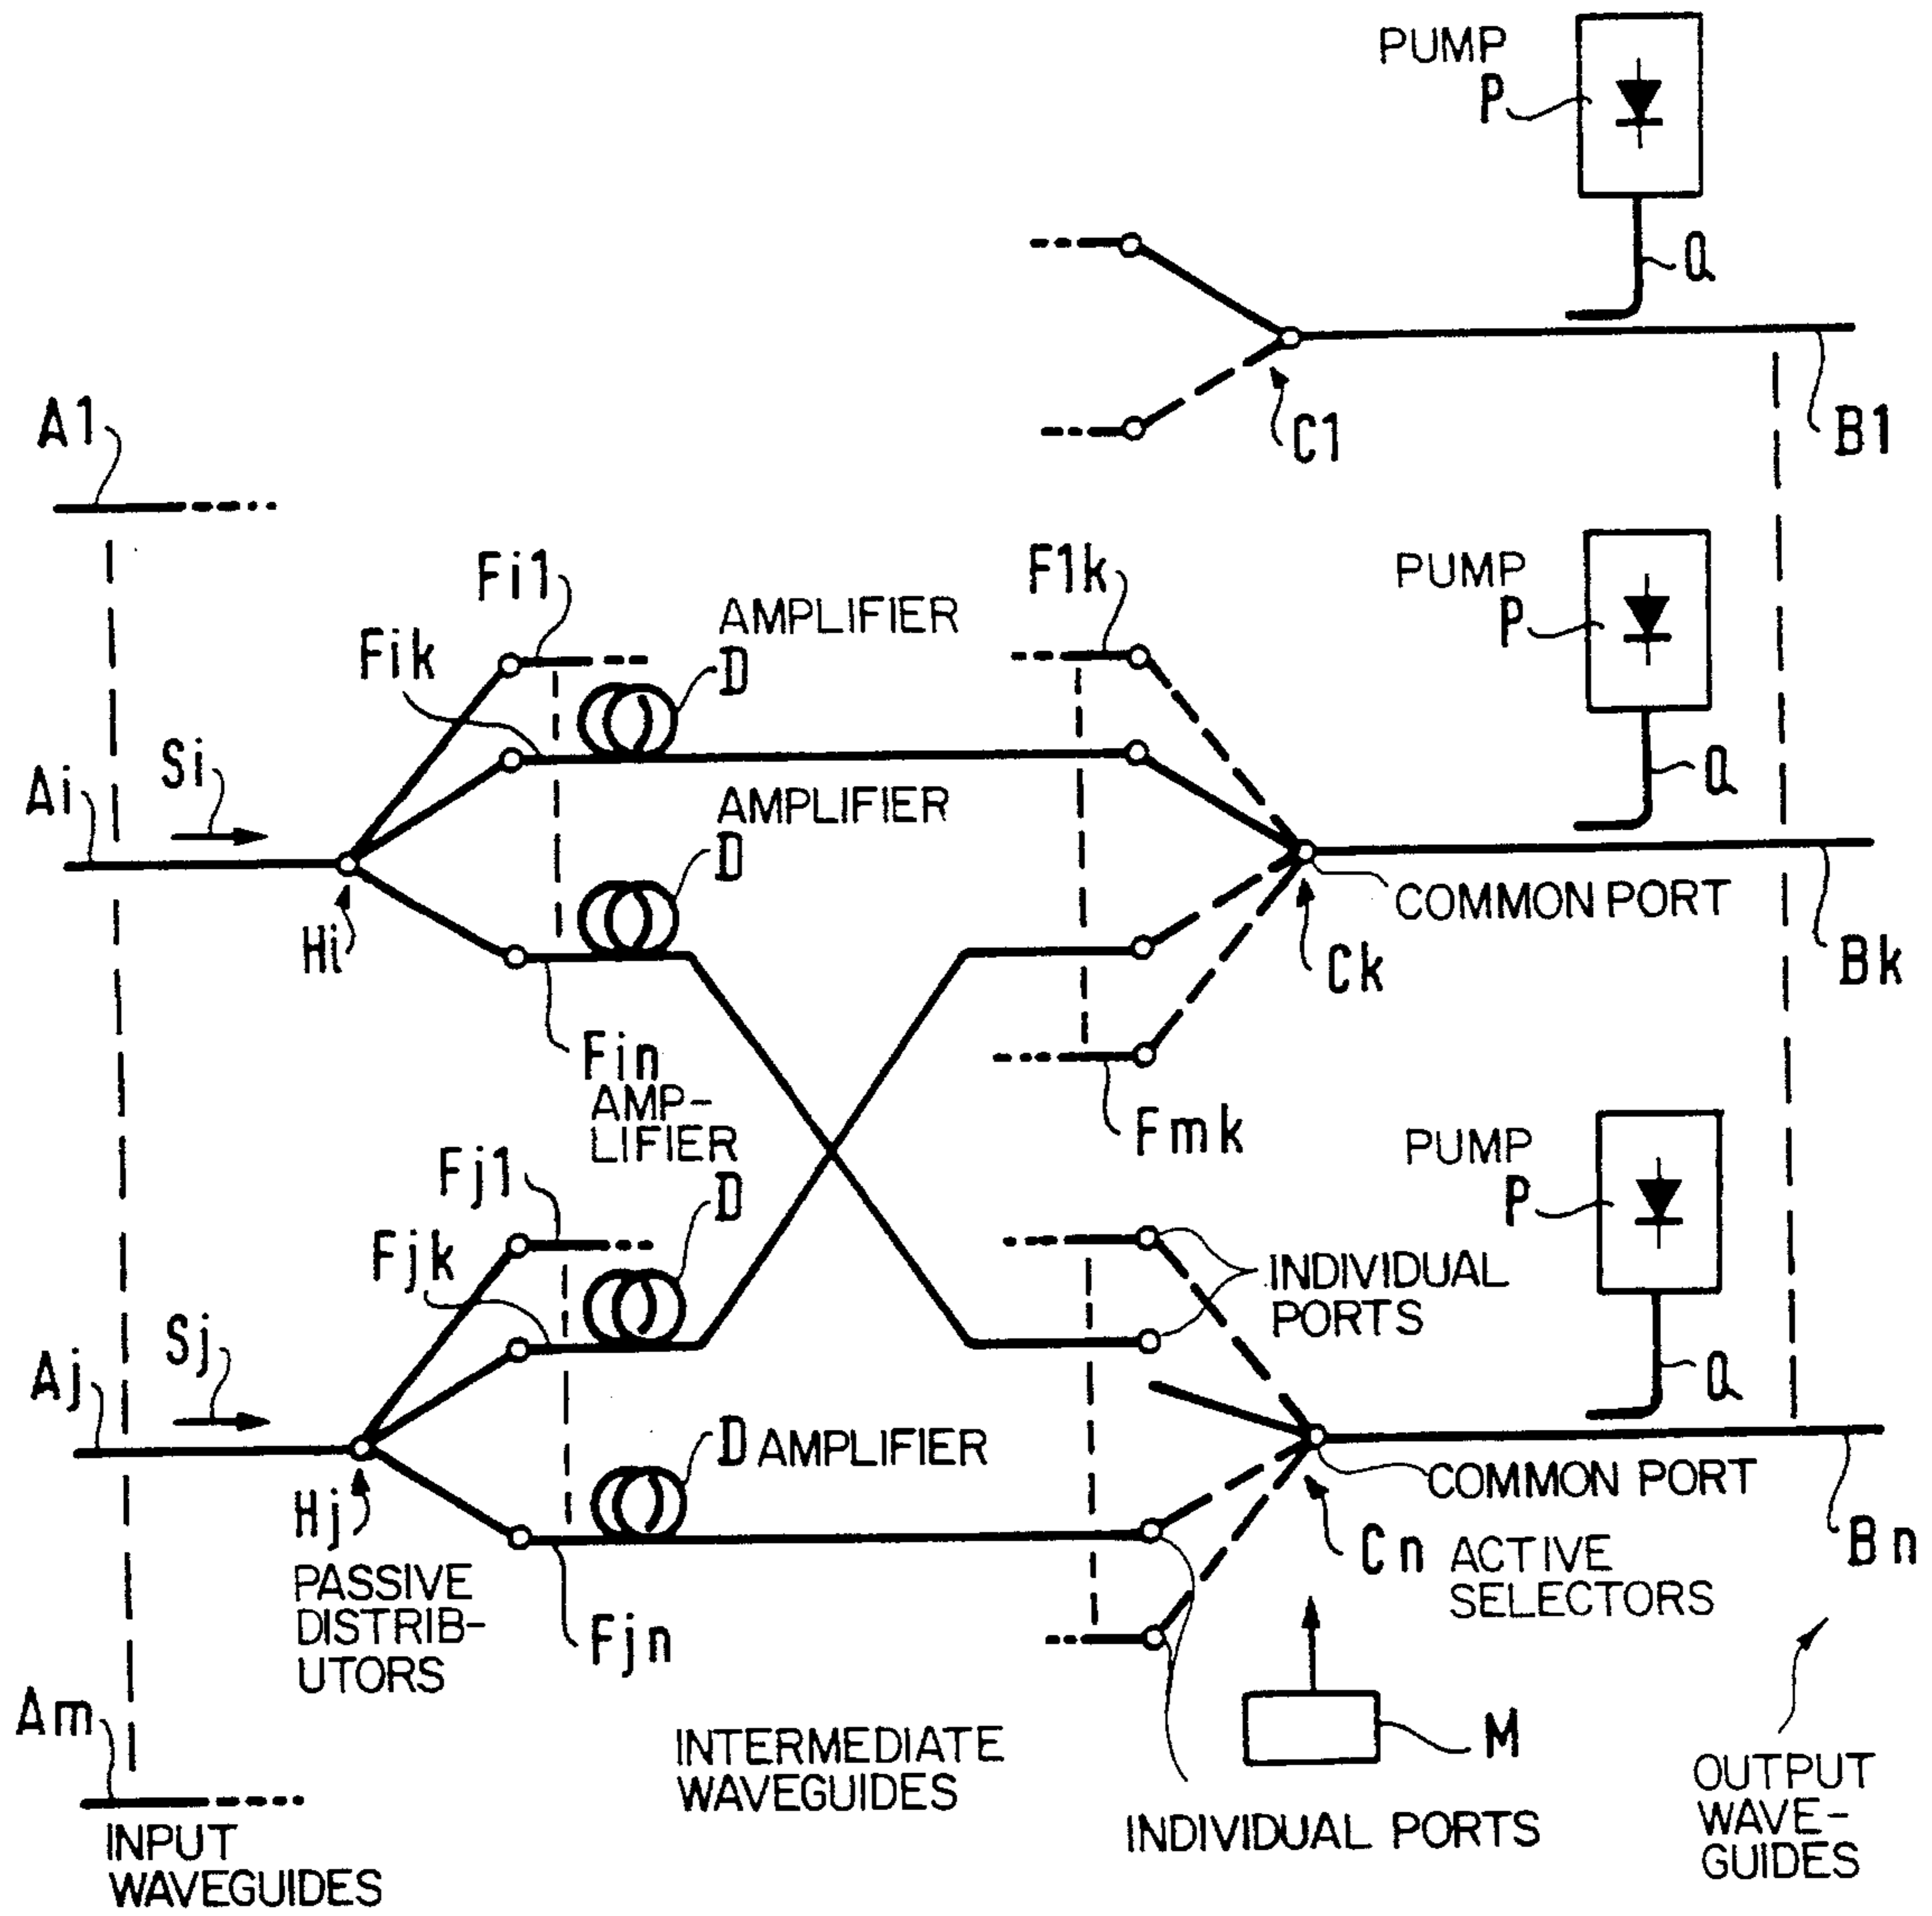 PUMP
P
Q
A1
C1
B1
Fi1
F1k
PUMP
AMPLIFIER
P
Fik
D
Si
Q
Ai
AMPLIFIER
D
COMMON PORT
Hi
Ck
Bk
Fin
AMP-
LIFIER
Fmk
PUMP
Fj1
D
P
Fjk
INDIVIDUAL
PORTS
Sj
Aj
Q
D AMPLIFIER
COMMON PORT
Hj
Cn ACTIVE
SELECTORS
Bn
PASSIVE
DISTRIB-
UTORS
Fjn
Am
M
INTERMEDIATE
WAVEGUIDES
OUTPUT
WAVE-
GUIDES
INDIVIDUAL PORTS
INPUT
WAVEGUIDES